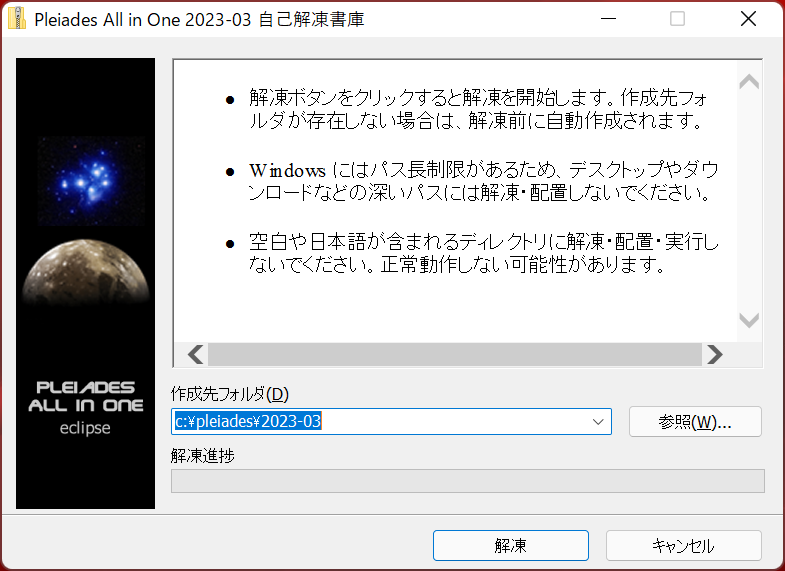 Pleiades All in One 2023-03 自己解凍書庫
● 解凍ボタンをクリックすると解凍を開始します。作成先フォ
ルダが存在しない場合は、解凍前に自動作成されます。
● Windows にはパス長制限があるため、デスクトップやダウ
ンロードなどの深いパスには解凍・配置しないでください。
● 空白や日本語が含まれるディレクトリに解凍・配置・実行し
ないでください。正常動作しない可能性があります。
PLEIADES
ALL IN ONE
eclipse
作成先フォルダ(D)
c:¥pleiades¥2023-03
参照(W)...
解凍進捗
解凍
キャンセル